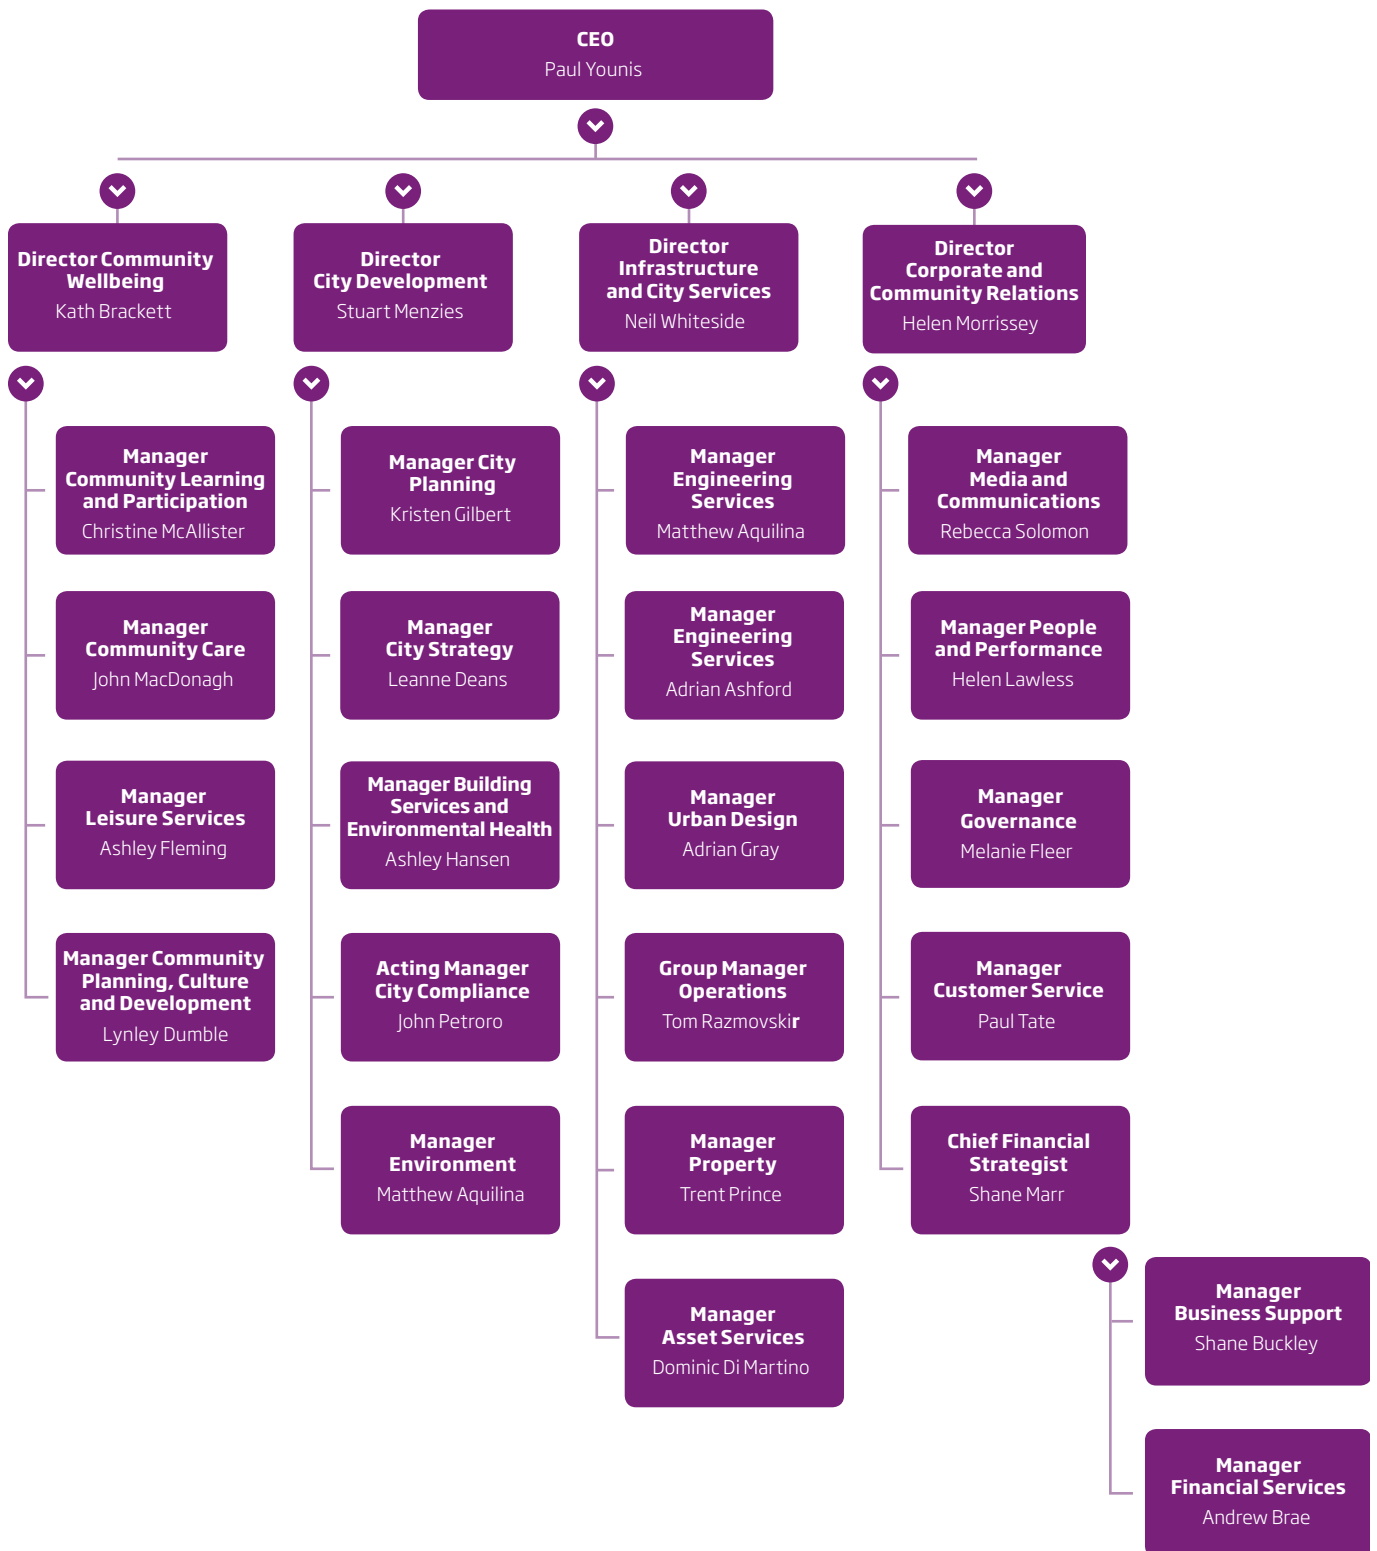 CEO
Paul Younis
Director Community
Wellbeing
Kath Brackett
Director
City Development
Stuart Menzies
Director
Infrastructure
and City Services
Neil Whiteside
Director
Corporate and
Community Relations
Helen Morrissey
Manager
Community Learning
and Participation
Christine McAllister
Manager
Community Care
John MacDonagh
Manager
Leisure Services
Ashley Fleming
Manager Community
Planning, Culture
and Development
Lynley Dumble
Manager City
Planning
Kristen Gilbert
Manager
City Strategy
Leanne Deans
Manager Building
Services and
Environmental Health
Ashley Hansen
Acting Manager
City Compliance
John Petroro
Manager
Environment
Matthew Aquilina
Manager
Engineering
Services
Matthew Aquilina
Manager
Engineering
Services
Adrian Ashford
Manager
Urban Design
Adrian Gray
Group Manager
Operations
Tom Razmovskir
Manager
Property
Trent Prince
Manager
Asset Services
Dominic Di Martino
Manager
Media and
Communications
Rebecca Solomon
Manager People
and Performance
Helen Lawless
Manager
Governance
Melanie Fleer
Manager
Customer Service
Paul Tate
Chief Financial
Strategist
Shane Marr
Manager
Business Support
Shane Buckley
Manager
Financial Services
Andrew Brae